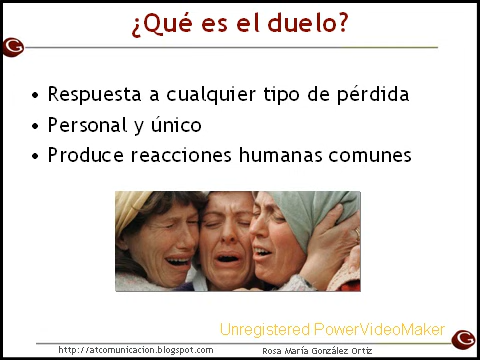 ¿Qué es el duelo?
G
• Respuesta a cualquier tipo de pérdida
• Personal y único
• Produce reacciones humanas comunes
Unregistered PowerVideoMaker
G
http://atcomunicacion.blogspot.com
Rosa María González Ortiz